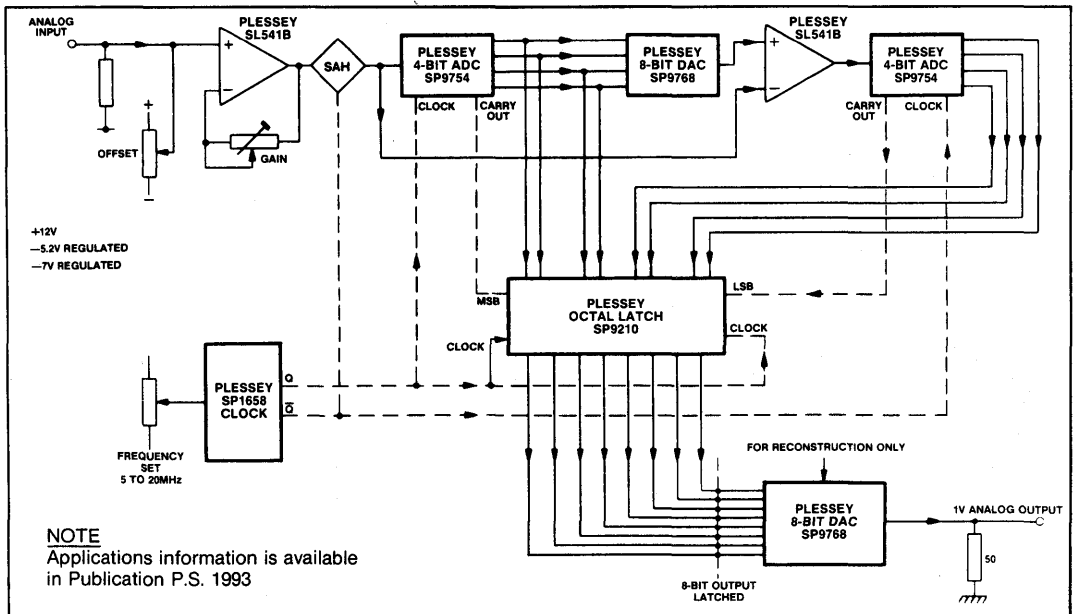 ANALOG
INPUT
PLESSEY
SL541B
+
−
SAH
GAIN
+
OFFSET
−
PLESSEY
4-BIT ADC
SP9754
CLOCK
CARRY
OUT
PLESSEY
8-BIT DAC
SP9768
PLESSEY
SL541B
+
−
PLESSEY
4-BIT ADC
SP9754
CARRY
OUT
CLOCK
+12V
—5.2V REGULATED
—7V REGULATED
MSB
PLESSEY
OCTAL LATCH
SP9210
LSB
CLOCK
CLOCK
PLESSEY
SP1658
CLOCK
Q
Q̅
FREQUENCY
SET
5 TO 20MHz
FOR RECONSTRUCTION ONLY
PLESSEY
8-BIT DAC
SP9768
1V ANALOG OUTPUT
50
8-BIT OUTPUT
LATCHED
NOTE
Applications information is available
in Publication P.S. 1993